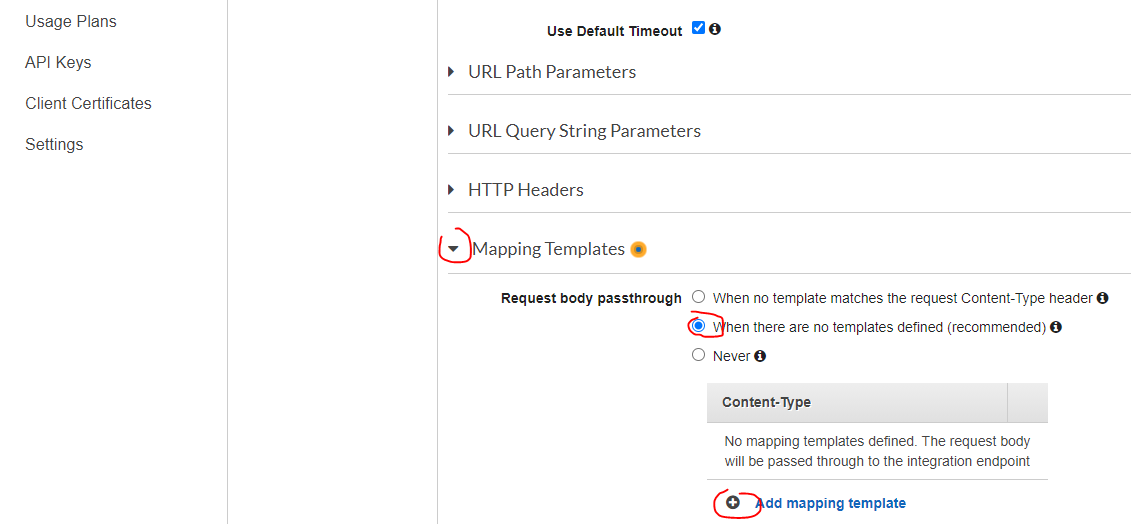 Usage Plans
API Keys
Client Certificates
Settings
Use Default Timeout
URL Path Parameters
URL Query String Parameters
HTTP Headers
Mapping Templates
Request body passthrough
When no template matches the request Content-Type header
When there are no templates defined (recommended)
Never
Content-Type
No mapping templates defined. The request body
will be passed through to the integration endpoint
Add mapping template